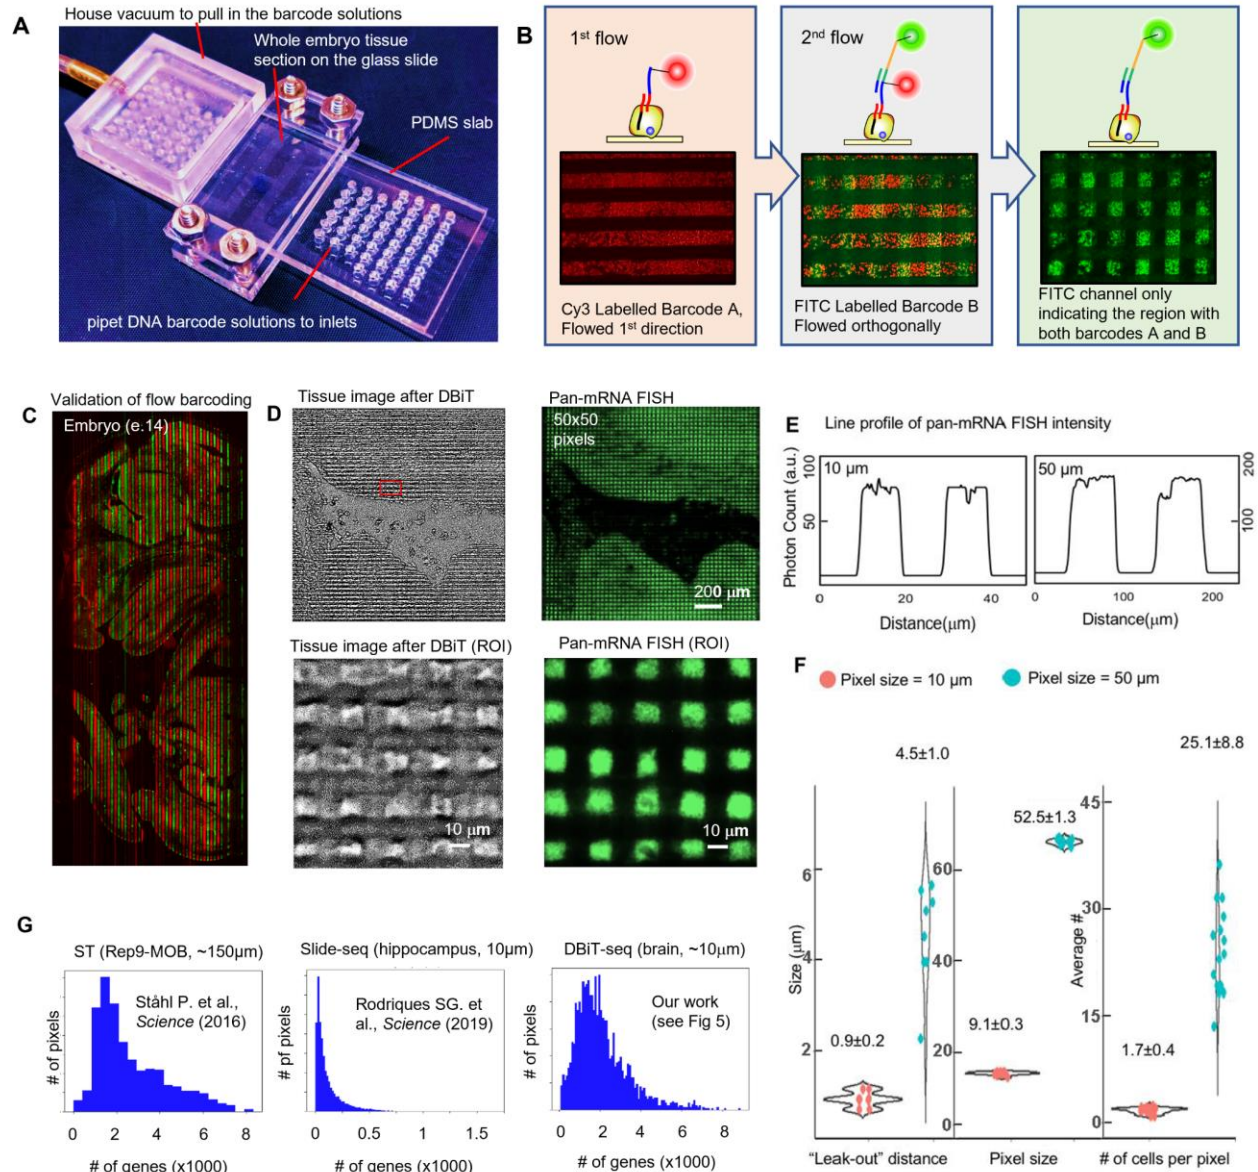 A
House vacuum to pull in the barcode solutions
Whole embryo tissue
section on the glass slide
PDMS slab
pipet DNA barcode solutions to inlets
B
1st flow
Cy3 Labelled Barcode A,
Flowed 1st direction
2nd flow
FITC Labelled Barcode B
Flowed orthogonally
FITC channel only
indicating the region with
both barcodes A and B
C
Validation of flow barcoding
Embryo (e.14)
D
Tissue image after DBiT
Pan-mRNA FISH
50x50
pixels
200 μm
Tissue image after DBiT (ROI)
10 μm
Pan-mRNA FISH (ROI)
10 μm
E
Line profile of pan-mRNA FISH intensity
Photon Count (a.u.)
100
50
10 μm
0
20
40
Distance(μm)
50 μm
200
100
0
100
200
Distance(μm)
F
Pixel size = 10 μm
Pixel size = 50 μm
Size (μm)
6
4
2
0.9±0.2
4.5±1.0
"Leak-out" distance
60
40
20
0
9.1±0.3
52.5±1.3
Pixel size
Average #
45
30
15
0
1.7±0.4
25.1±8.8
# of cells per pixel
G
ST (Rep9-MOB, ~150μm)
# of pixels
Ståhl P. et al.,
Science (2016)
0 2 4 6 8
# of genes (x1000)
Slide-seq (hippocampus, 10μm)
# pf pixels
Rodriques SG. et
al., Science (2019)
0 0.5 1 1.5
# of genes (x1000)
DBiT-seq (brain, ~10μm)
# of pixels
Our work
(see Fig 5)
0 2 4 6 8
# of genes (x1000)